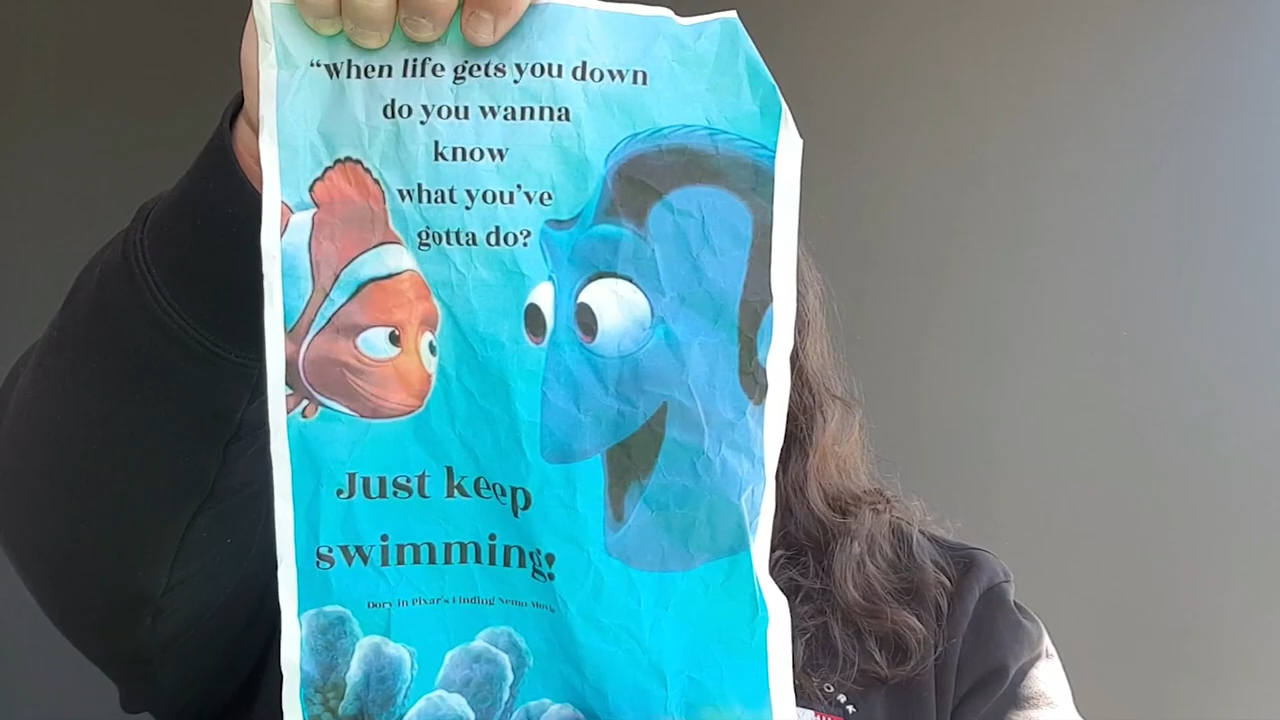 “When life gets you down
do you wanna
know
what you’ve
gotta do?
Just keep
swimming!
Dory in Pixar's Finding Nemo Movie
ORK